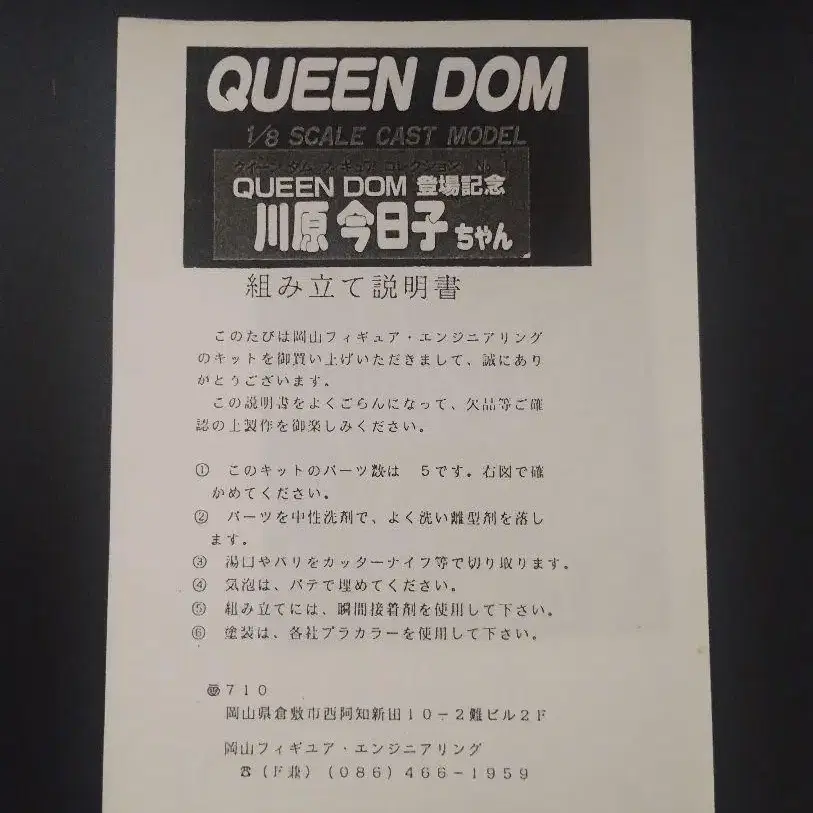 QUEEN DOM
1/8 SCALE CAST MODEL
クイーン ダム フィギュア コレクション No.1
QUEEN DOM 登場記念
川原 今日子 ちゃん
組み立て説明書
このたびは岡山フィギュア・エンジニアリング
のキットを御買い上げいただきまして、誠にあり
がとうございます。
この説明書をよくごらんになって、欠品等ご確
認の上製作を御楽しみください。
① このキットのパーツ数は 5です。右図で確
かめてください。
② パーツを中性洗剤で、よく洗い離型剤を落し
ます。
③ 湯口やバリをカッターナイフ等で切り取ります。
④ 気泡は、パテで埋めてください。
⑤ 組み立てには、瞬間接着剤を使用して下さい。
⑥ 塗装は、各社プラカラーを使用して下さい。
〠710
岡山県倉敷市西阿知新田10-2難ビル2F
岡山フィギュア・エンジニアリング
☎(F兼)(086)466-1959